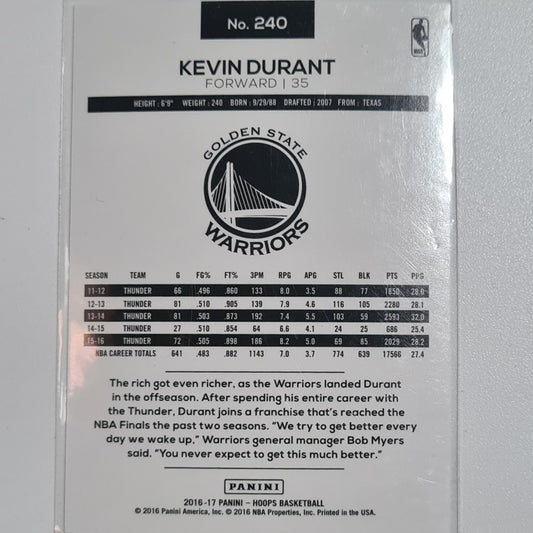 No. 240
KEVIN DURANT
FORWARD | 35
HEIGHT: 6'9" WEIGHT: 240 BORN: 9/29/88 DRAFTED: 2007 FROM: TEXAS
GOLDEN STATE
WARRIORS
SEASON TEAM G FG% FT% 3PM RPG APG STL BLK PTS PPG
11-12 THUNDER 66 .496 .860 133 8.0 3.5 88 77 1850 28.0
12-13 THUNDER 81 .510 .905 139 7.9 4.6 116 105 2280 28.1
13-14 THUNDER 81 .503 .873 192 7.4 5.5 103 59 2593 32.0
14-15 THUNDER 27 .510 .854 64 6.6 4.1 24 25 686 25.4
15-16 THUNDER 72 .505 .898 186 8.2 5.0 69 85 2029 28.2
NBA CAREER TOTALS 641 .483 .882 1143 7.0 3.7 774 639 17566 27.4
The rich got even richer, as the Warriors landed Durant
in the offseason. After spending his entire career with
the Thunder, Durant joins a franchise that's reached the
NBA Finals the past two seasons. "We try to get better every
day we wake up," Warriors general manager Bob Myers
said. "You never expect to get this much better."
PANINI
2016-17 PANINI – HOOPS BASKETBALL
© 2016 Panini America, Inc. © 2016 NBA Properties, Inc. Printed in the USA.